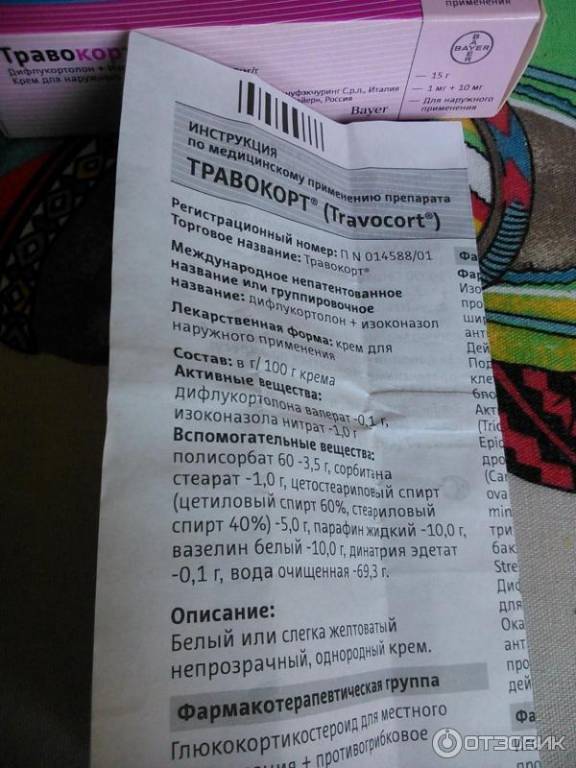 применения
Травокорт
BAYER
15 г
1 мг + 10 мг
Для наружного
применения
Дифлукортолон +
Крем для наружного
С.р.л., Италия
Россия
Bayer
ИНСТРУКЦИЯ
по медицинскому применению препарата
ТРАВОКОРТ® (Travocort®)
Регистрационный номер: П N 014588/01
Торговое название: Травокорт®
Международное непатентованное
название или группировочное
название: дифлукортолон + изоконазол
Лекарственная форма: крем для
наружного применения
Состав: в г/ 100 г крема
Активные вещества:
дифлукортолона валерат -0,1 г,
изоконазола нитрат -1,0 г
Вспомогательные вещества:
полисорбат 60 -3,5 г, сорбитана
стеарат -1,0 г, цетостеариловый спирт
(цетиловый спирт 60%, стеариловый
спирт 40%) -5,0 г, парафин жидкий -10,0 г,
вазелин белый -10,0 г, динатрия эдетат
-0,1 г, вода очищенная -69,3 г.
Описание:
Белый или слегка желтоватый
непрозрачный, однородный крем.
Фармакотерапевтическая группа
Глюкокортикостероид для местного
+ противогрибковое
ОТЗОВИК